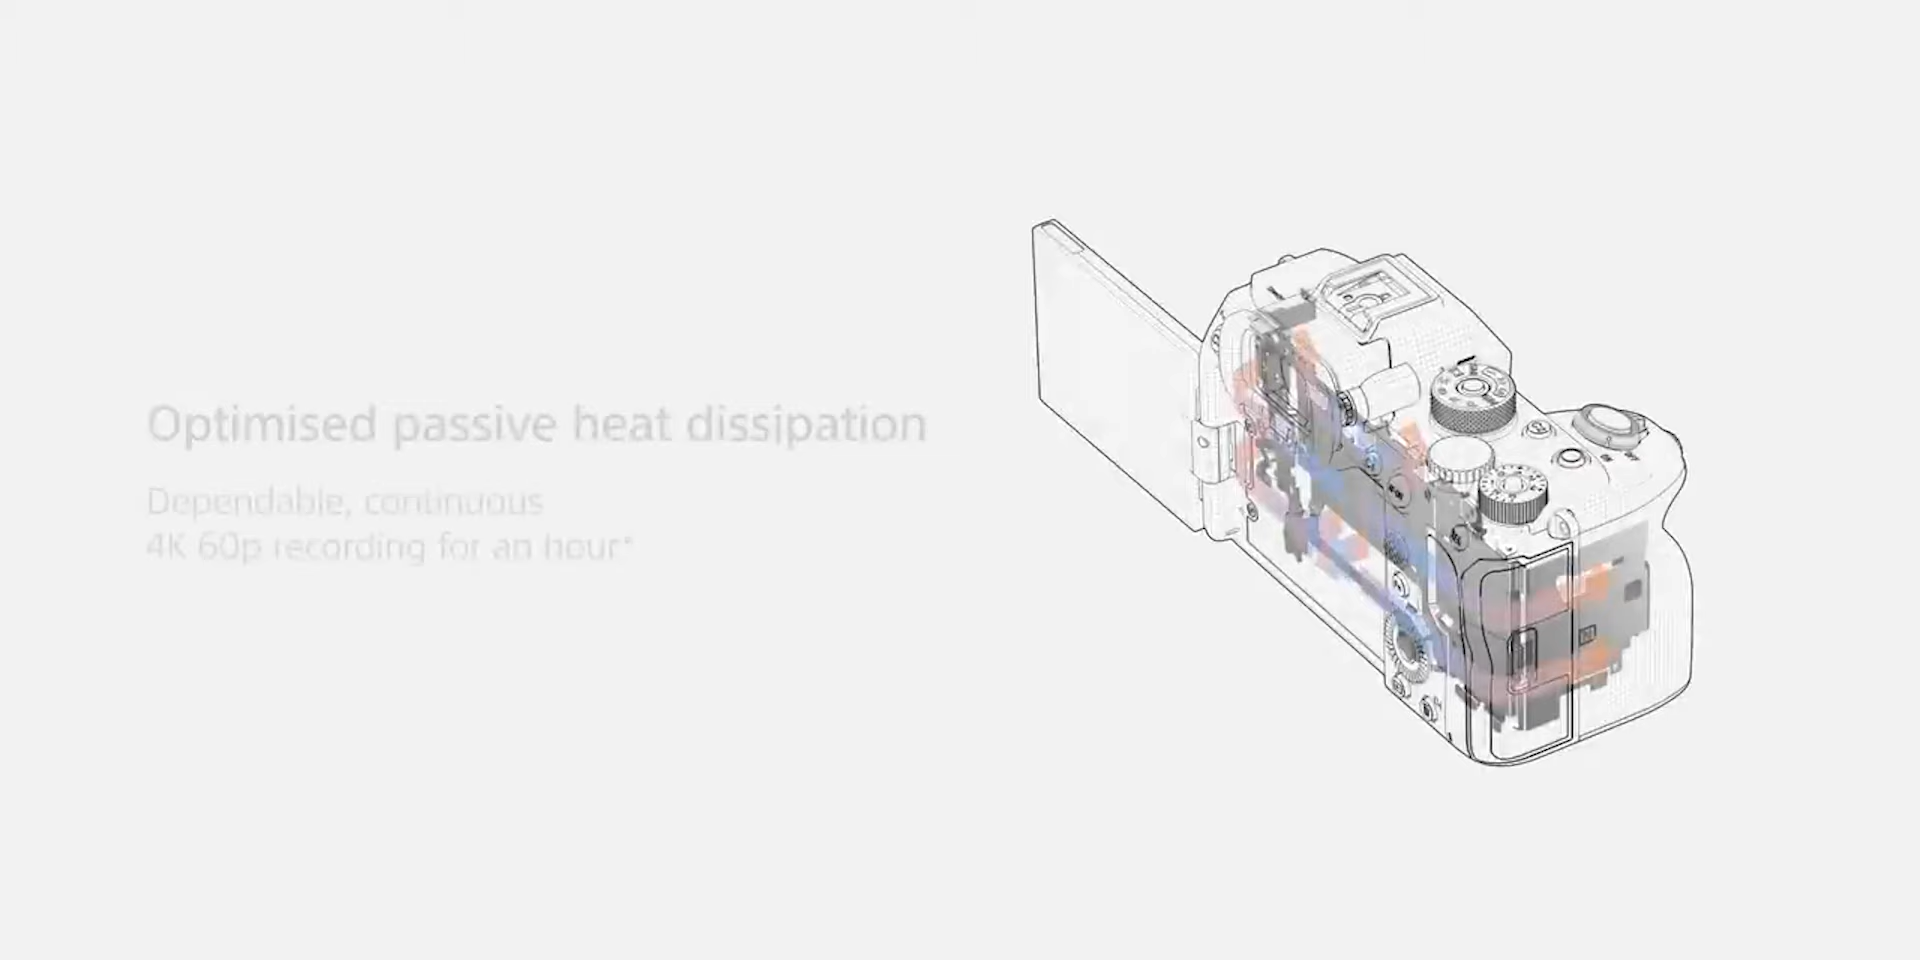 Optimised passive heat dissipation
Dependable, continuous
4K 60p recording for an hour*